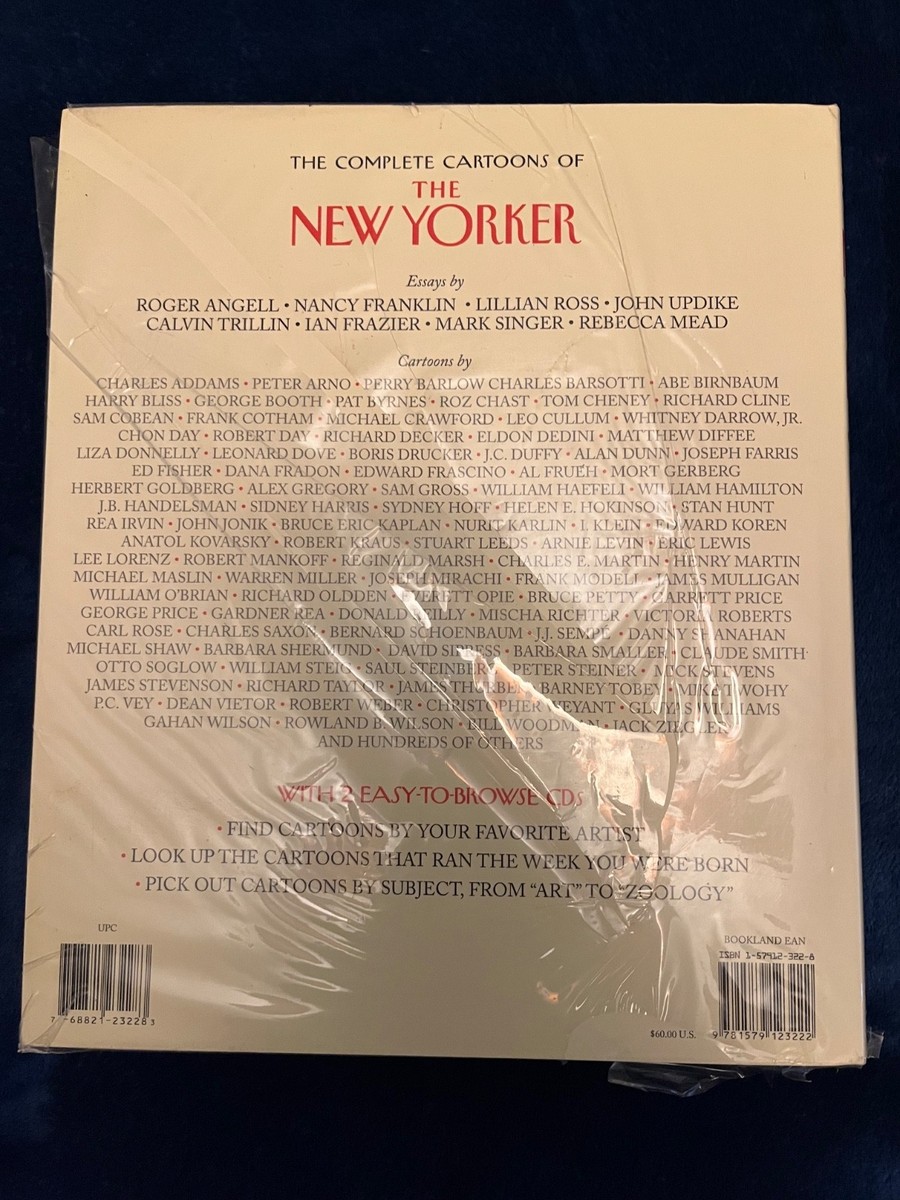 THE COMPLETE CARTOONS OF
THE
NEW YORKER
Essays by
ROGER ANGELL • NANCY FRANKLIN • LILLIAN ROSS • JOHN UPDIKE
CALVIN TRILLIN • IAN FRAZIER • MARK SINGER • REBECCA MEAD
Cartoons by
CHARLES ADDAMS • PETER ARNO • PERRY BARLOW CHARLES BARSOTTI • ABE BIRNBAUM
HARRY BLISS • GEORGE BOOTH • PAT BYRNES • ROZ CHAST • TOM CHENEY • RICHARD CLINE
SAM COBEAN • FRANK COTHAM • MICHAEL CRAWFORD • LEO CULLUM • WHITNEY DARROW, JR.
CHON DAY • ROBERT DAY • RICHARD DECKER • ELDON DEDINI • MATTHEW DIFFEE
LIZA DONNELLY • LEONARD DOVE • BORIS DRUCKER • J.C. DUFFY • ALAN DUNN • JOSEPH FARRIS
ED FISHER • DANA FRADON • EDWARD FRASCINO • AL FRUEH • MORT GERBERG
HERBERT GOLDBERG • ALEX GREGORY • SAM GROSS • WILLIAM HAEFELI • WILLIAM HAMILTON
J.B. HANDELSMAN • SIDNEY HARRIS • SYDNEY HOFF • HELEN E. HOKINSON • STAN HUNT
REA IRVIN • JOHN JONIK • BRUCE ERIC KAPLAN • NURIT KARLIN • I. KLEIN • EDWARD KOREN
ANATOL KOVARSKY • ROBERT KRAUS • STUART LEEDS • ARNIE LEVIN • ERIC LEWIS
LEE LORENZ • ROBERT MANKOFF • REGINALD MARSH • CHARLES E. MARTIN • HENRY MARTIN
MICHAEL MASLIN • WARREN MILLER • JOSEPH MIRACHI • FRANK MODELL • JAMES MULLIGAN
WILLIAM O'BRIAN • RICHARD OLDDEN • EVERETT OPIE • BRUCE PETTY • GARRETT PRICE
GEORGE PRICE • GARDNER REA • DONALD REILLY • MISCHA RICHTER • VICTORIA ROBERTS
CARL ROSE • CHARLES SAXON • BERNARD SCHOENBAUM • J.J. SEMPÉ • DANNY SHANAHAN
MICHAEL SHAW • BARBARA SHERMUND • DAVID SIPRESS • BARBARA SMALLER • CLAUDE SMITH
OTTO SOGLOW • WILLIAM STEIG • SAUL STEINBERG • PETER STEINER • MICK STEVENS
JAMES STEVENSON • RICHARD TAYLOR • JAMES THURBER • BARNEY TOBEY • MIKE TWOHY
P.C. VEY • DEAN VIETOR • ROBERT WEBER • CHRISTOPHER WEYANT • GLUYAS WILLIAMS
GAHAN WILSON • ROWLAND B. WILSON • BILL WOODMAN • JACK ZIEGLER
AND HUNDREDS OF OTHERS
WITH 2 EASY-TO-BROWSE CDs
• FIND CARTOONS BY YOUR FAVORITE ARTIST
• LOOK UP THE CARTOONS THAT RAN THE WEEK YOU WERE BORN
• PICK OUT CARTOONS BY SUBJECT, FROM “ART” TO “ZOOLOGY”
UPC
7 68821-23228 3
BOOKLAND EAN
ISBN 1-57912-322-8
$60.00 U.S.
9 781579 123222